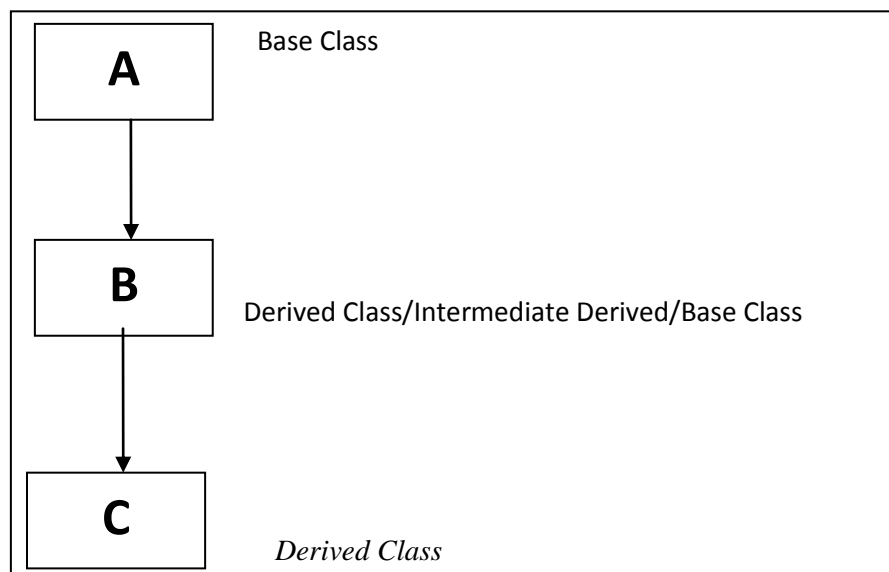 A
Base Class
B
Derived Class/Intermediate Derived/Base Class
C
Derived Class